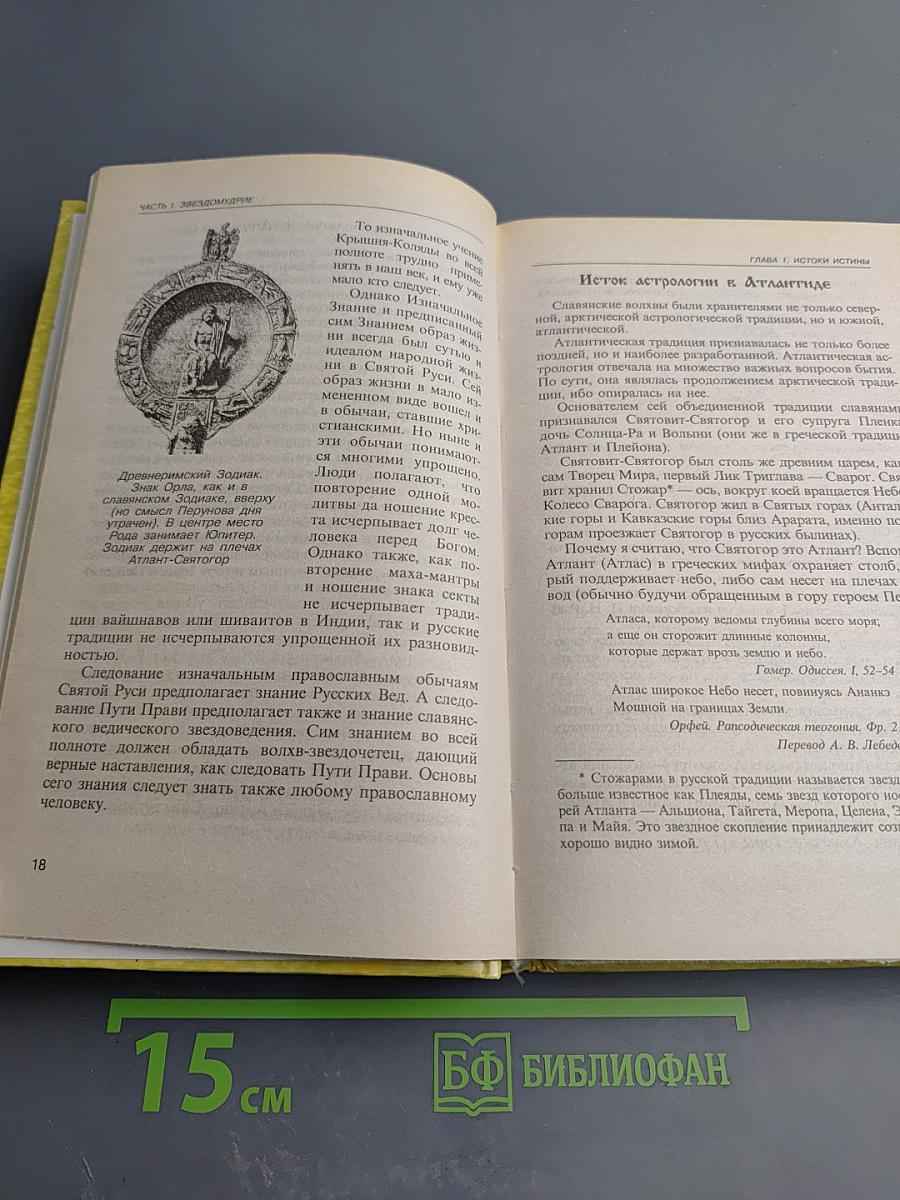 ЧАСТЬ I. ЗВЕЗДОМУДРИЕ
То изначальное учение
Крышня-Коляды во всей
полноте трудно приме-
нять в наш век, и ему уже
мало кто следует.
Однако Изначальное
Знание и предписанный
сим Знанием образ жиз-
ни всегда был сутью и
идеалом народной жиз-
ни в Святой Руси. Сей
образ жизни в мало из-
мененном виде вошел и
в обычаи, ставшие хри-
стианскими. Но ныне и
эти обычаи понимают-
ся многими упрощено.
Люди полагают, что
повторение одной мо-
литвы да ношение крес-
та исчерпывает долг че-
ловека перед Богом.
Однако также, как по-
вторение маха-мантры
и ношение знака секты
не исчерпывает тради-
ции вайшнавов или шиваитов в Индии, так и русские
традиции не исчерпываются упрощенной их разновид-
ностью.
Древнеримский Зодиак.
Знак Орла, как и в
славянском Зодиаке, вверху
(но смысл Перунова дня
утрачен). В центре место
Рода занимает Юпитер.
Зодиак держит на плечах
Атлант-Святогор
Следование изначальным православным обычаям
Святой Руси предполагает знание Русских Вед. А следо-
вание Пути Прави предполагает также и знание славянс-
кого ведического звездоведения. Сим знанием во всей
полноте должен обладать волхв-звездочетец, дающий
верные наставления, как следовать Пути Прави. Основы
сего знания следует знать также любому православному
человеку.
18
ГЛАВА 1. ИСТОКИ ИСТИНЫ
Исток астрологии в Атлантиде
Славянские волхвы были хранителями не только север-
ной, арктической астрологической традиции, но и южной,
атлантической.
Атлантическая традиция признавалась не только более
поздней, но и наиболее разработанной. Атлантическая ас-
трология отвечала на множество важных вопросов бытия.
По сути, она являлась продолжением арктической тради-
ции, ибо опиралась на нее.
Основателем сей объединенной традиции славянами
признавался Святовит-Святогор и его супруга Пленка
дочь Солнца-Ра и Волыни (они же в греческой традици
Атлант и Плейона).
Святовит-Святогор был столь же древним царем, как
сам Творец Мира, первый Лик Триглава — Сварог. Свя
вит хранил Стожар* — ось, вокруг коей вращается Небо
Колесо Сварога. Святогор жил в Святых горах (Антал
кие горы и Кавказские горы близ Арарата, именно по
горам проезжает Святогор в русских былинах).
Почему я считаю, что Святогор это Атлант? Вспо
Атлант (Атлас) в греческих мифах охраняет столб,
рый поддерживает небо, либо сам несет на плечах
вод (обычно будучи обращенным в гору героем Пе
Атласа, которому ведомы глубины всего моря;
а еще он сторожит длинные колонны,
которые держат врозь землю и небо.
Гомер. Одиссея. I, 52–54
Атлас широкое Небо несет, повинуясь Ананкэ
Мощной на границах Земли.
Орфей. Рапсодическая теогония. Фр. 2
Перевод А. В. Лебеде
* Стожарами в русской традиции называется звезд
больше известное как Плеяды, семь звезд которого нос
рей Атланта — Альциона, Тайгета, Меропа, Целена, Э
па и Майя. Это звездное скопление принадлежит созв
хорошо видно зимой.
15 см
БФ БИБЛИОФАН